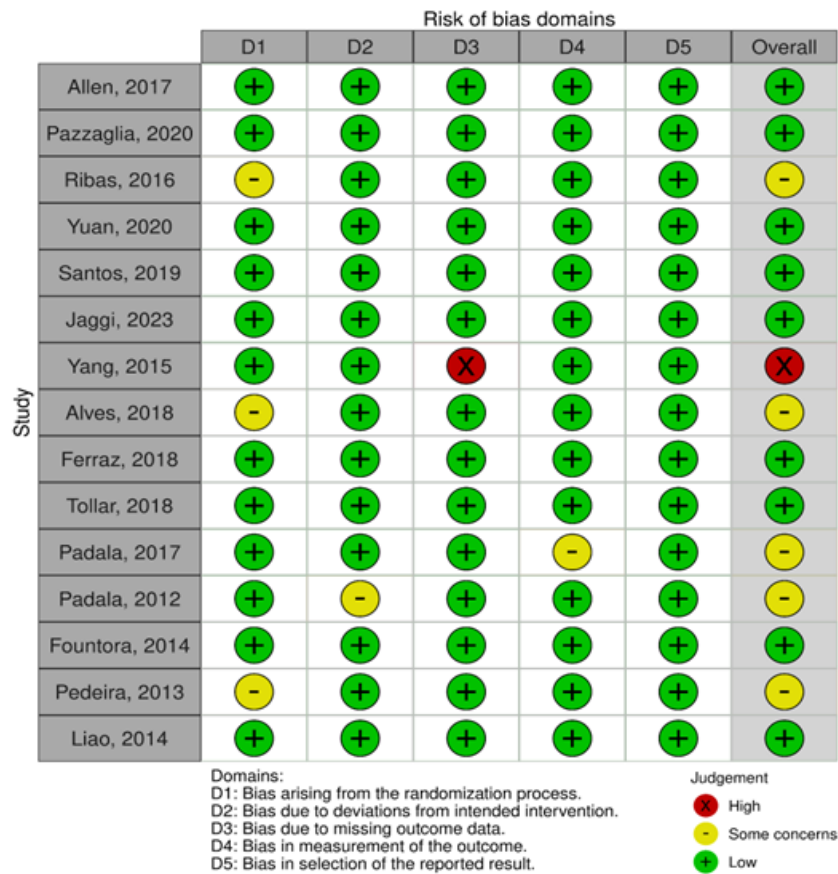 Risk of bias domains
D1 D2 D3 D4 D5 Overall
Study
Allen, 2017 + + + + + +
Pazzaglia, 2020 + + + + + +
Ribas, 2016 - + + + + -
Yuan, 2020 + + + + + +
Santos, 2019 + + + + + +
Jaggi, 2023 + + + + + +
Yang, 2015 + + X + + X
Alves, 2018 - + + + + -
Ferraz, 2018 + + + + + +
Tollar, 2018 + + + + + +
Padala, 2017 + + + - + -
Padala, 2012 + - + + + -
Fountora, 2014 + + + + + +
Pedeira, 2013 - + + + + -
Liao, 2014 + + + + + +
Domains:
D1: Bias arising from the randomization process.
D2: Bias due to deviations from intended intervention.
D3: Bias due to missing outcome data.
D4: Bias in measurement of the outcome.
D5: Bias in selection of the reported result.
Judgement
X High
- Some concerns
+ Low